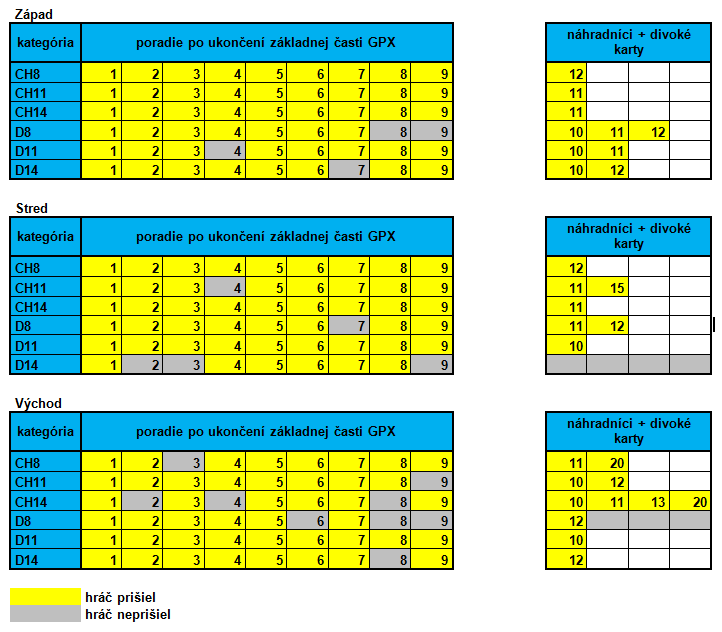 Západ
kategória poradie po ukončení základnej časti GPX náhradníci + divoké karty
CH8 1 2 3 4 5 6 7 8 9 12
CH11 1 2 3 4 5 6 7 8 9 11
CH14 1 2 3 4 5 6 7 8 9 11
D8 1 2 3 4 5 6 7 8 9 10 11 12
D11 1 2 3 4 5 6 7 8 9 10 11
D14 1 2 3 4 5 6 7 8 9 10 12
Stred
kategória poradie po ukončení základnej časti GPX náhradníci + divoké karty
CH8 1 2 3 4 5 6 7 8 9 12
CH11 1 2 3 4 5 6 7 8 9 11 15
CH14 1 2 3 4 5 6 7 8 9 11
D8 1 2 3 4 5 6 7 8 9 11 12
D11 1 2 3 4 5 6 7 8 9 10
D14 1 2 3 4 5 6 7 8 9
Východ
kategória poradie po ukončení základnej časti GPX náhradníci + divoké karty
CH8 1 2 3 4 5 6 7 8 9 11 20
CH11 1 2 3 4 5 6 7 8 9 10 12
CH14 1 2 3 4 5 6 7 8 9 10 11 13 20
D8 1 2 3 4 5 6 7 8 9 12
D11 1 2 3 4 5 6 7 8 9 10
D14 1 2 3 4 5 6 7 8 9 12
hráč prišiel
hráč neprišiel